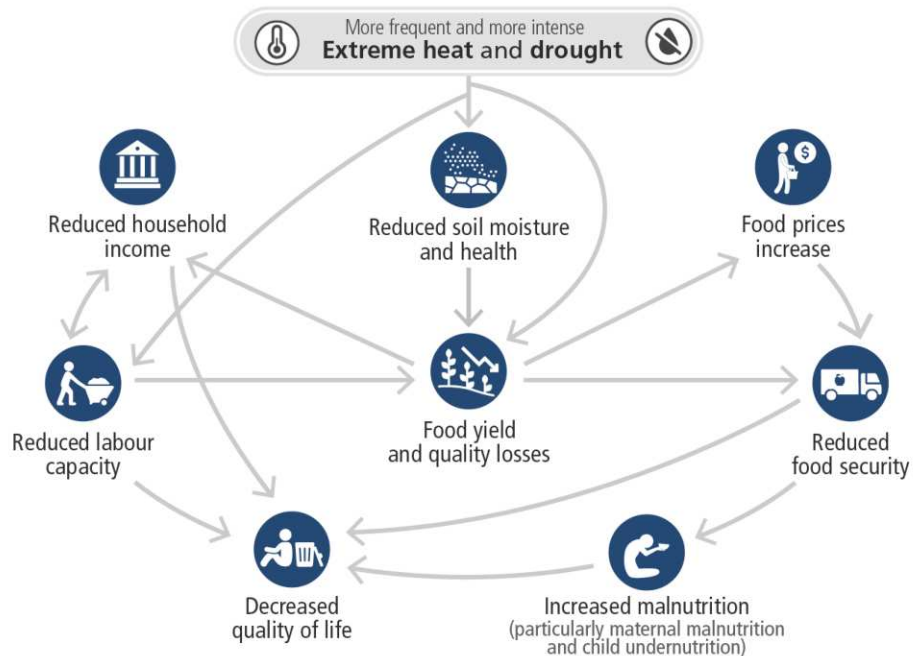 More frequent and more intense
Extreme heat and drought
Reduced household
income
Reduced soil moisture
and health
$
Food prices
increase
Reduced labour
capacity
Food yield
and quality losses
Reduced
food security
Decreased
quality of life
Increased malnutrition
(particularly maternal malnutrition
and child undernutrition)